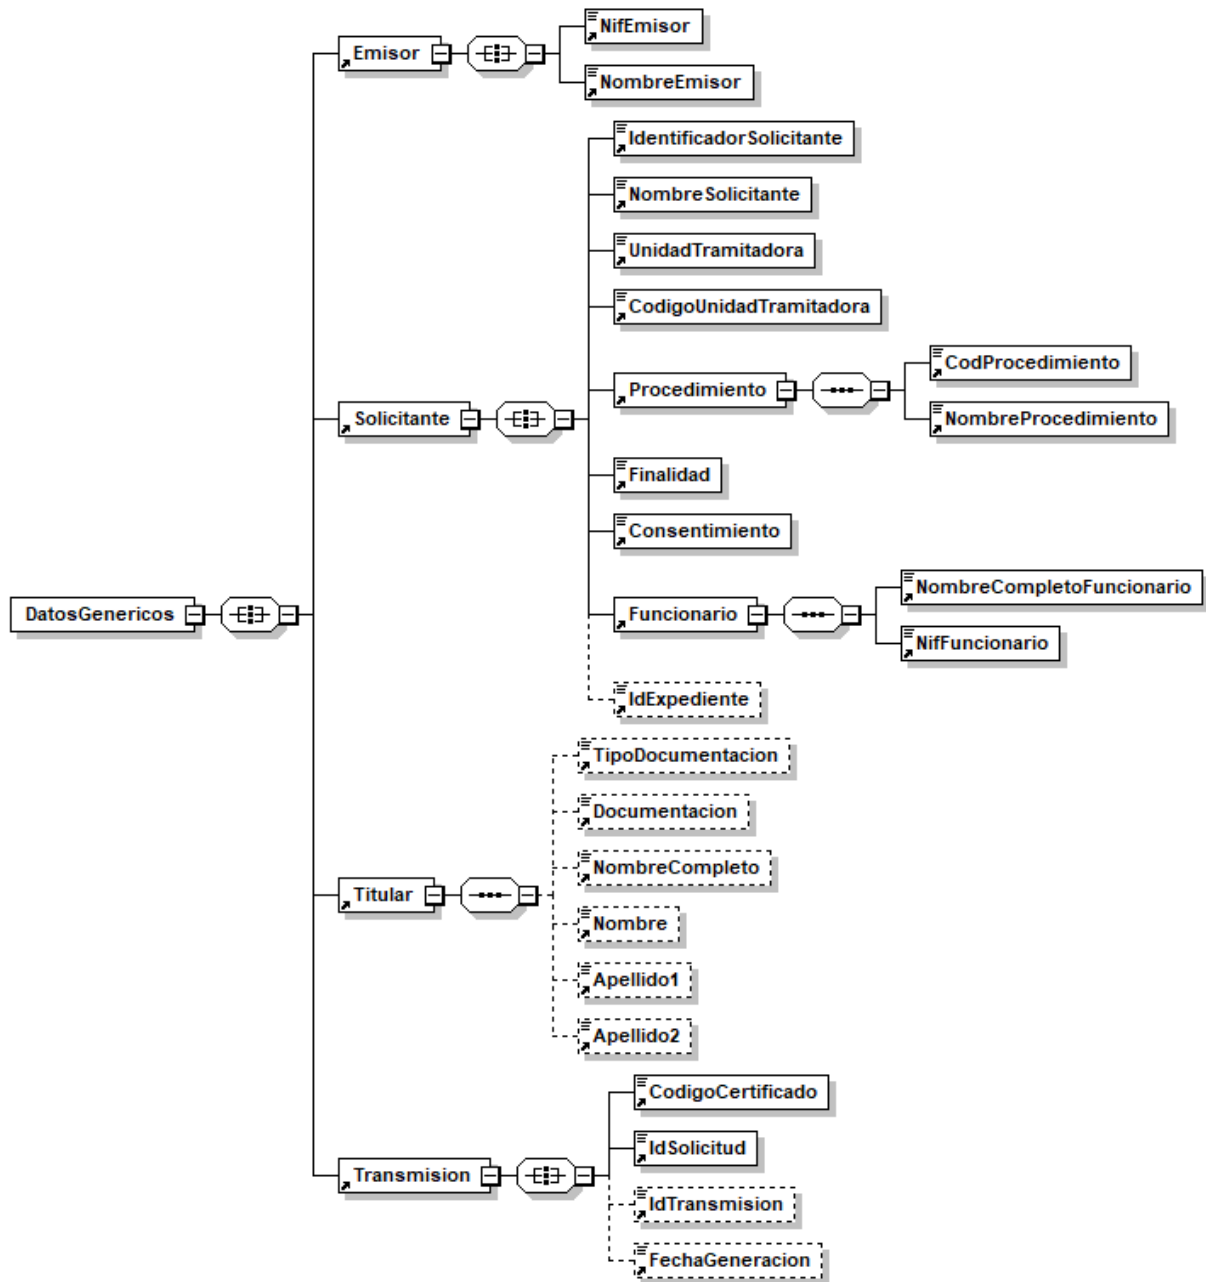 DatosGenericos
Emisor
NifEmisor
NombreEmisor
Solicitante
IdentificadorSolicitante
NombreSolicitante
UnidadTramitadora
CodigoUnidadTramitadora
Procedimiento
CodProcedimiento
NombreProcedimiento
Finalidad
Consentimiento
Funcionario
NombreCompletoFuncionario
NifFuncionario
IdExpediente
Titular
TipoDocumentacion
Documentacion
NombreCompleto
Nombre
Apellido1
Apellido2
Transmision
CodigoCertificado
IdSolicitud
IdTransmision
FechaGeneracion